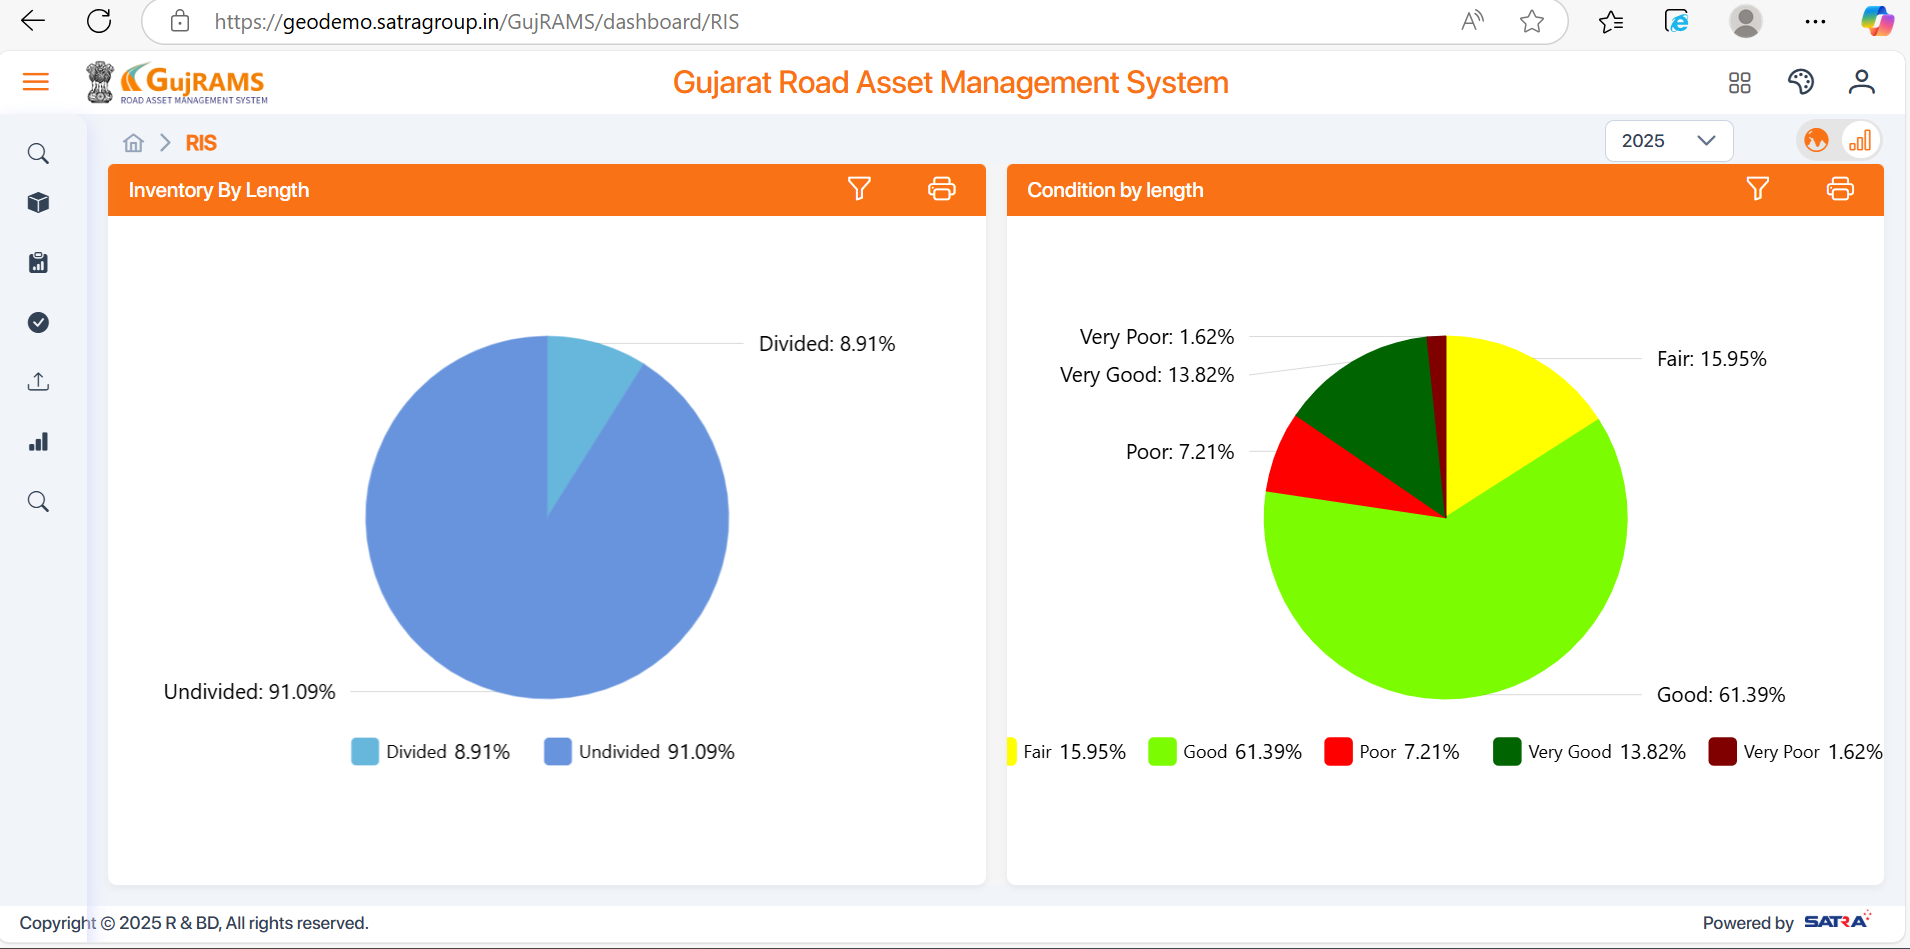 https://geodemo.satragroup.in/GujRAMS/dashboard/RIS
GujRAMS
ROAD ASSET MANAGEMENT SYSTEM
Gujarat Road Asset Management System
RIS
2025
Inventory By Length
Divided: 8.91%
Undivided: 91.09%
Divided 8.91% Undivided 91.09%
Condition by length
Very Poor: 1.62%
Fair: 15.95%
Very Good: 13.82%
Poor: 7.21%
Good: 61.39%
Fair 15.95% Good 61.39% Poor 7.21% Very Good 13.82% Very Poor 1.62%
Copyright © 2025 R & BD, All rights reserved.
Powered by SATRA